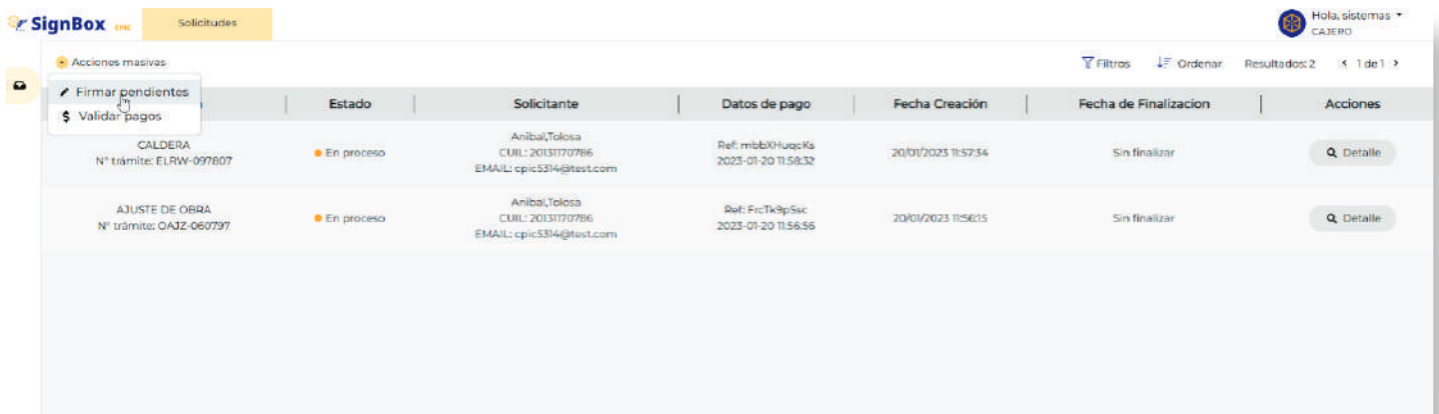 SignBox CPIC
Solicitudes
Hola, sistemas
CAJERO
Acciones masivas
Filtros
Ordenar
Resultados: 2
1 de 1
Firmar pendientes
Validar pagos
Estado
Solicitante
Datos de pago
Fecha Creación
Fecha de Finalizacion
Acciones
CALDERA
N° trámite: ELRW-097807
En proceso
Anibal,Tolosa
CUIL: 20131170786
EMAIL: cpic5314@test.com
Ref: mbbXHuqcKs
2023-01-20 11:58:32
20/01/2023 11:57:34
Sin finalizar
Detalle
AJUSTE DE OBRA
N° trámite: OAJZ-060797
En proceso
Anibal,Tolosa
CUIL: 20131170786
EMAIL: cpic5314@test.com
Ref: FrcTk9pSsc
2023-01-20 11:56:56
20/01/2023 11:56:15
Sin finalizar
Detalle